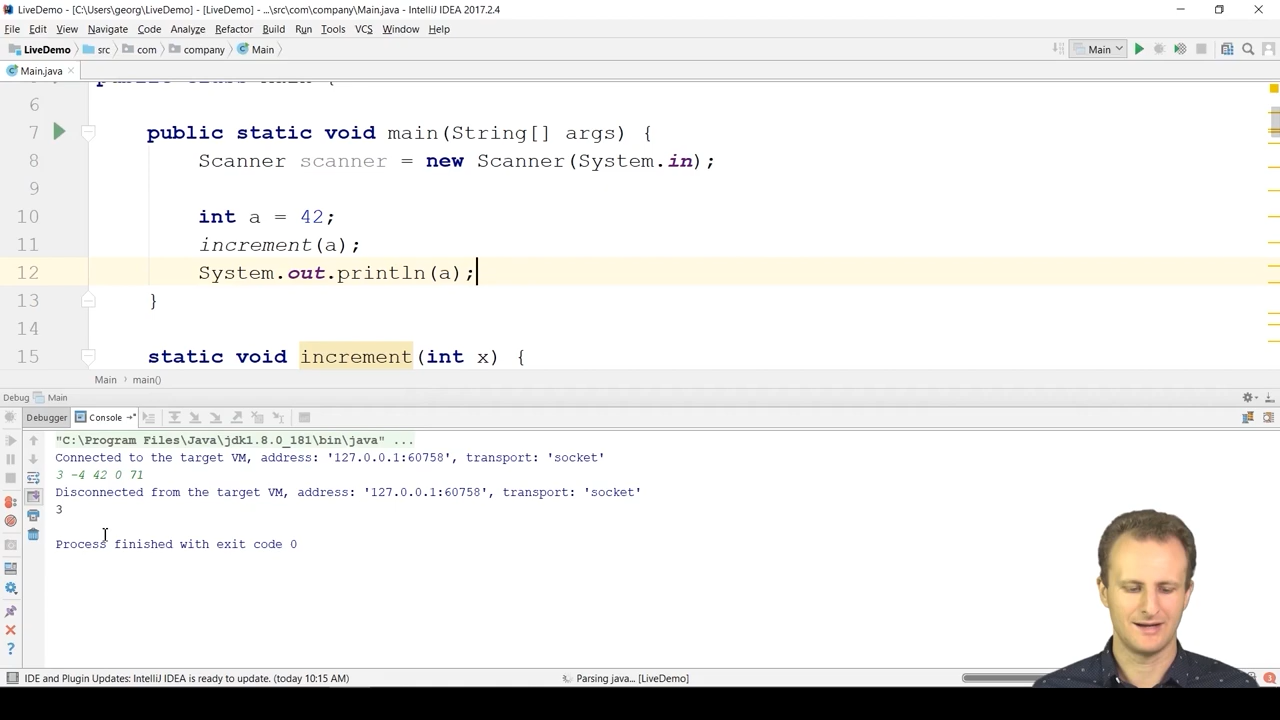 LiveDemo - [C:\Users\georg\LiveDemo] - [LiveDemo] - ...\src\com\company\Main.java - IntelliJ IDEA 2017.2.4
File Edit View Navigate Code Analyze Refactor Build Run Tools VCS Window Help
LiveDemo src com company Main Main
Main.java
6
7 public static void main(String[] args) {
8 Scanner scanner = new Scanner(System.in);
9
10 int a = 42;
11 increment(a);
12 System.out.println(a);
13 }
14
15 static void increment(int x) {
Main main()
Debug Main
Debugger Console
"C:\Program Files\Java\jdk1.8.0_181\bin\java" ...
Connected to the target VM, address: '127.0.0.1:60758', transport: 'socket'
3 -4 42 0 71
Disconnected from the target VM, address: '127.0.0.1:60758', transport: 'socket'
3
Process finished with exit code 0
IDE and Plugin Updates: IntelliJ IDEA is ready to update. (today 10:15 AM) Parsing java... [LiveDemo]